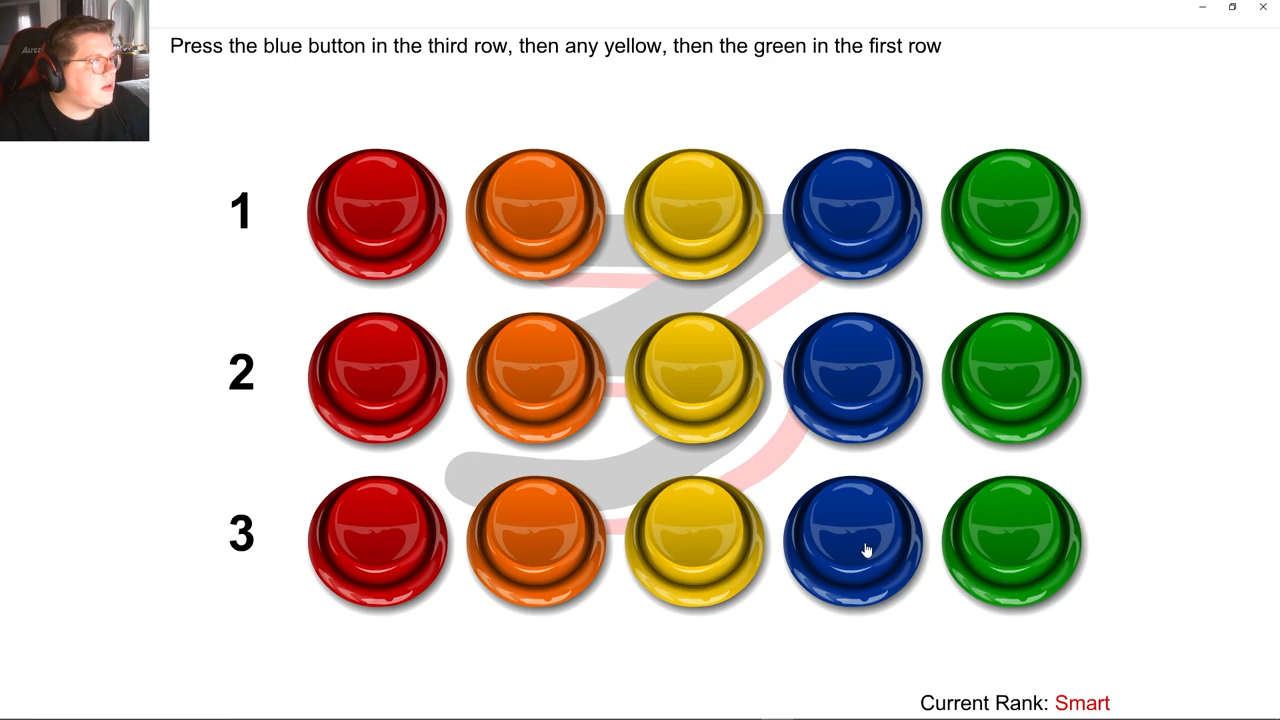 Press the blue button in the third row, then any yellow, then the green in the first row
1
2
3
Current Rank: Smart